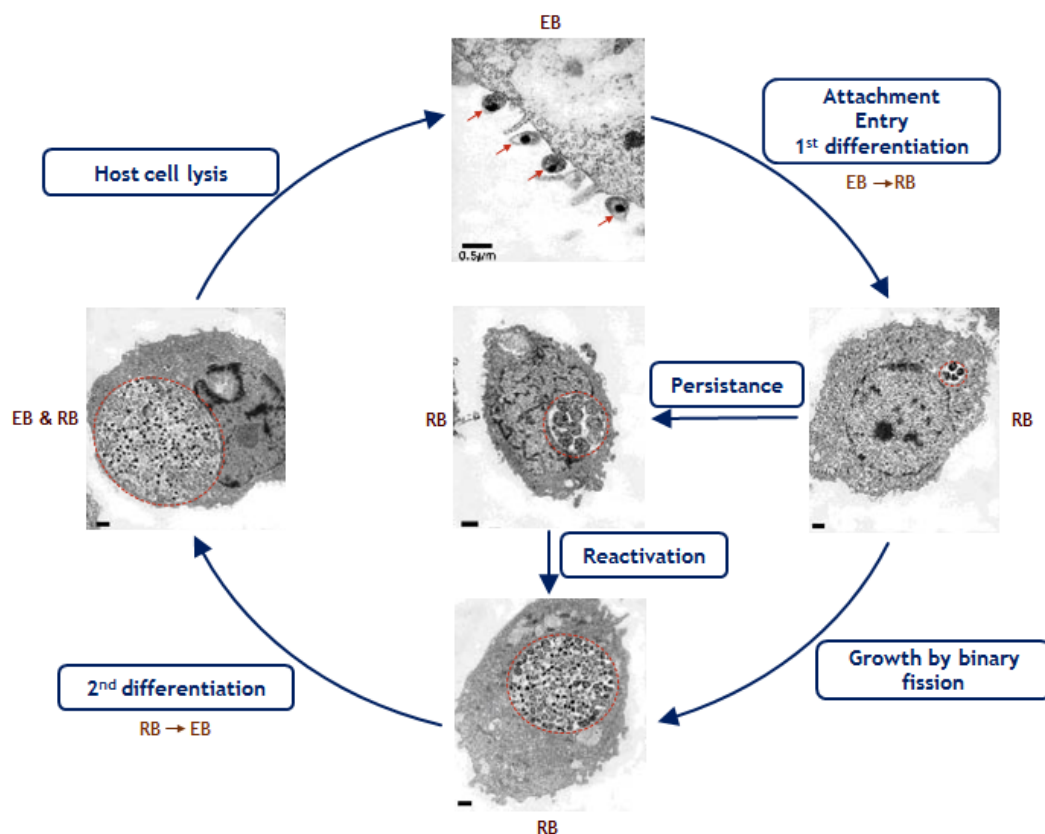 EB
Attachment
Entry
1st differentiation
EB → RB
Host cell lysis
0.5µm
EB & RB
RB
Persistance
RB
Reactivation
2nd differentiation
RB → EB
Growth by binary
fission
RB